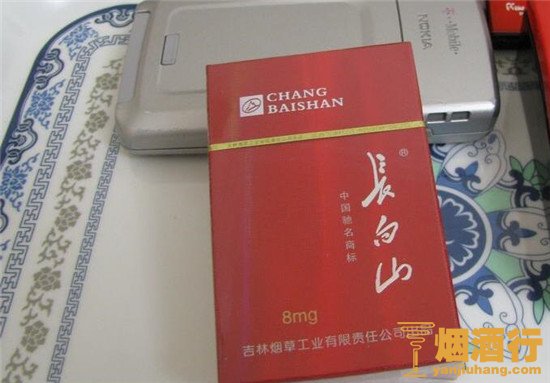 T-Mobile
NOKIA
CHANG
BAISHAN
長白山
®
中国驰名商标
8mg
吉林烟草工业有限责任公司
烟酒行
yanjiuhang.com